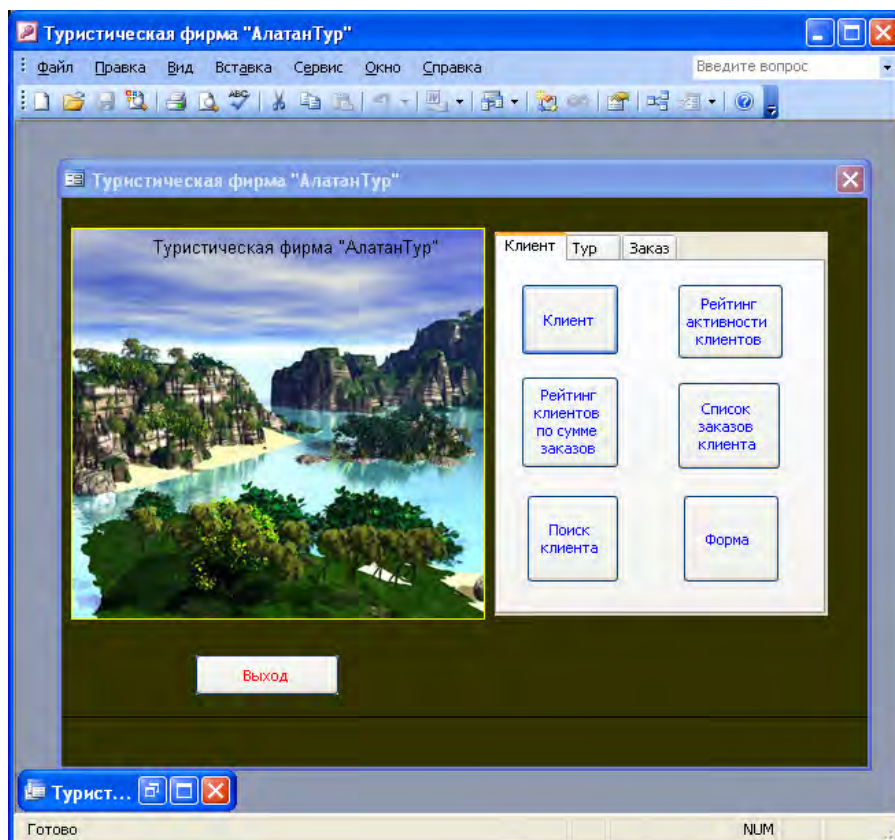 Туристическая фирма "АлатанТур"
Файл Правка Вид Вставка Сервис Окно Справка Введите вопрос
Туристическая фирма "АлатанТур"
Туристическая фирма "АлатанТур"
Клиент Тур Заказ
Клиент
Рейтинг
активности
клиентов
Рейтинг
клиентов
по сумме
заказов
Список
заказов
клиента
Поиск
клиента
Форма
Выход
Турист...
Готово NUM